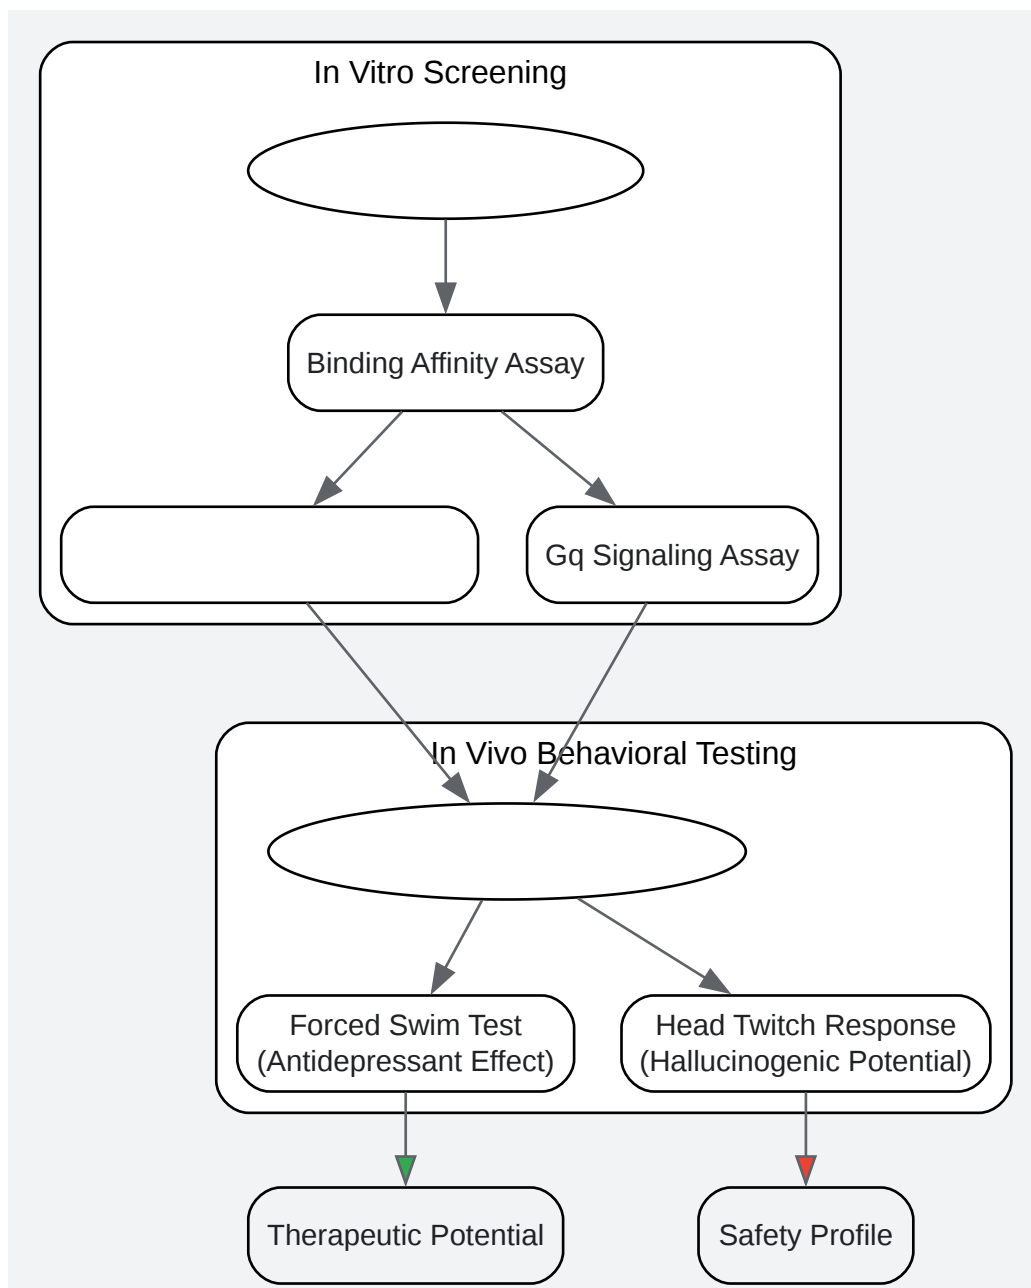 In Vitro Screening
Binding Affinity Assay
Gq Signaling Assay
In Vivo Behavioral Testing
Forced Swim Test
(Antidepressant Effect)
Head Twitch Response
(Hallucinogenic Potential)
Therapeutic Potential
Safety Profile